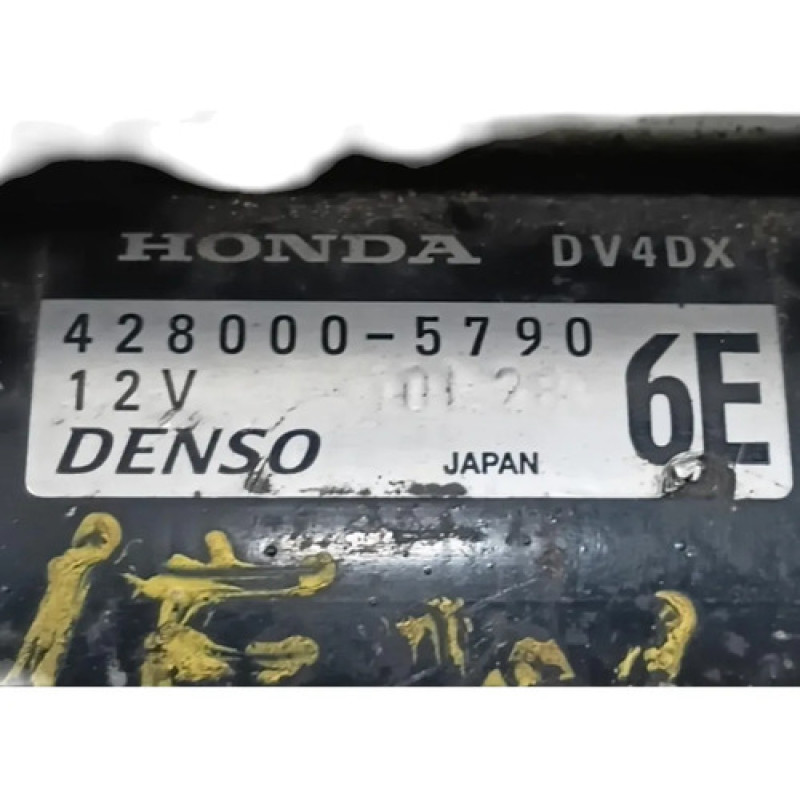 HONDA DV4DX
428000-5790
12V
6E
DENSO
JAPAN